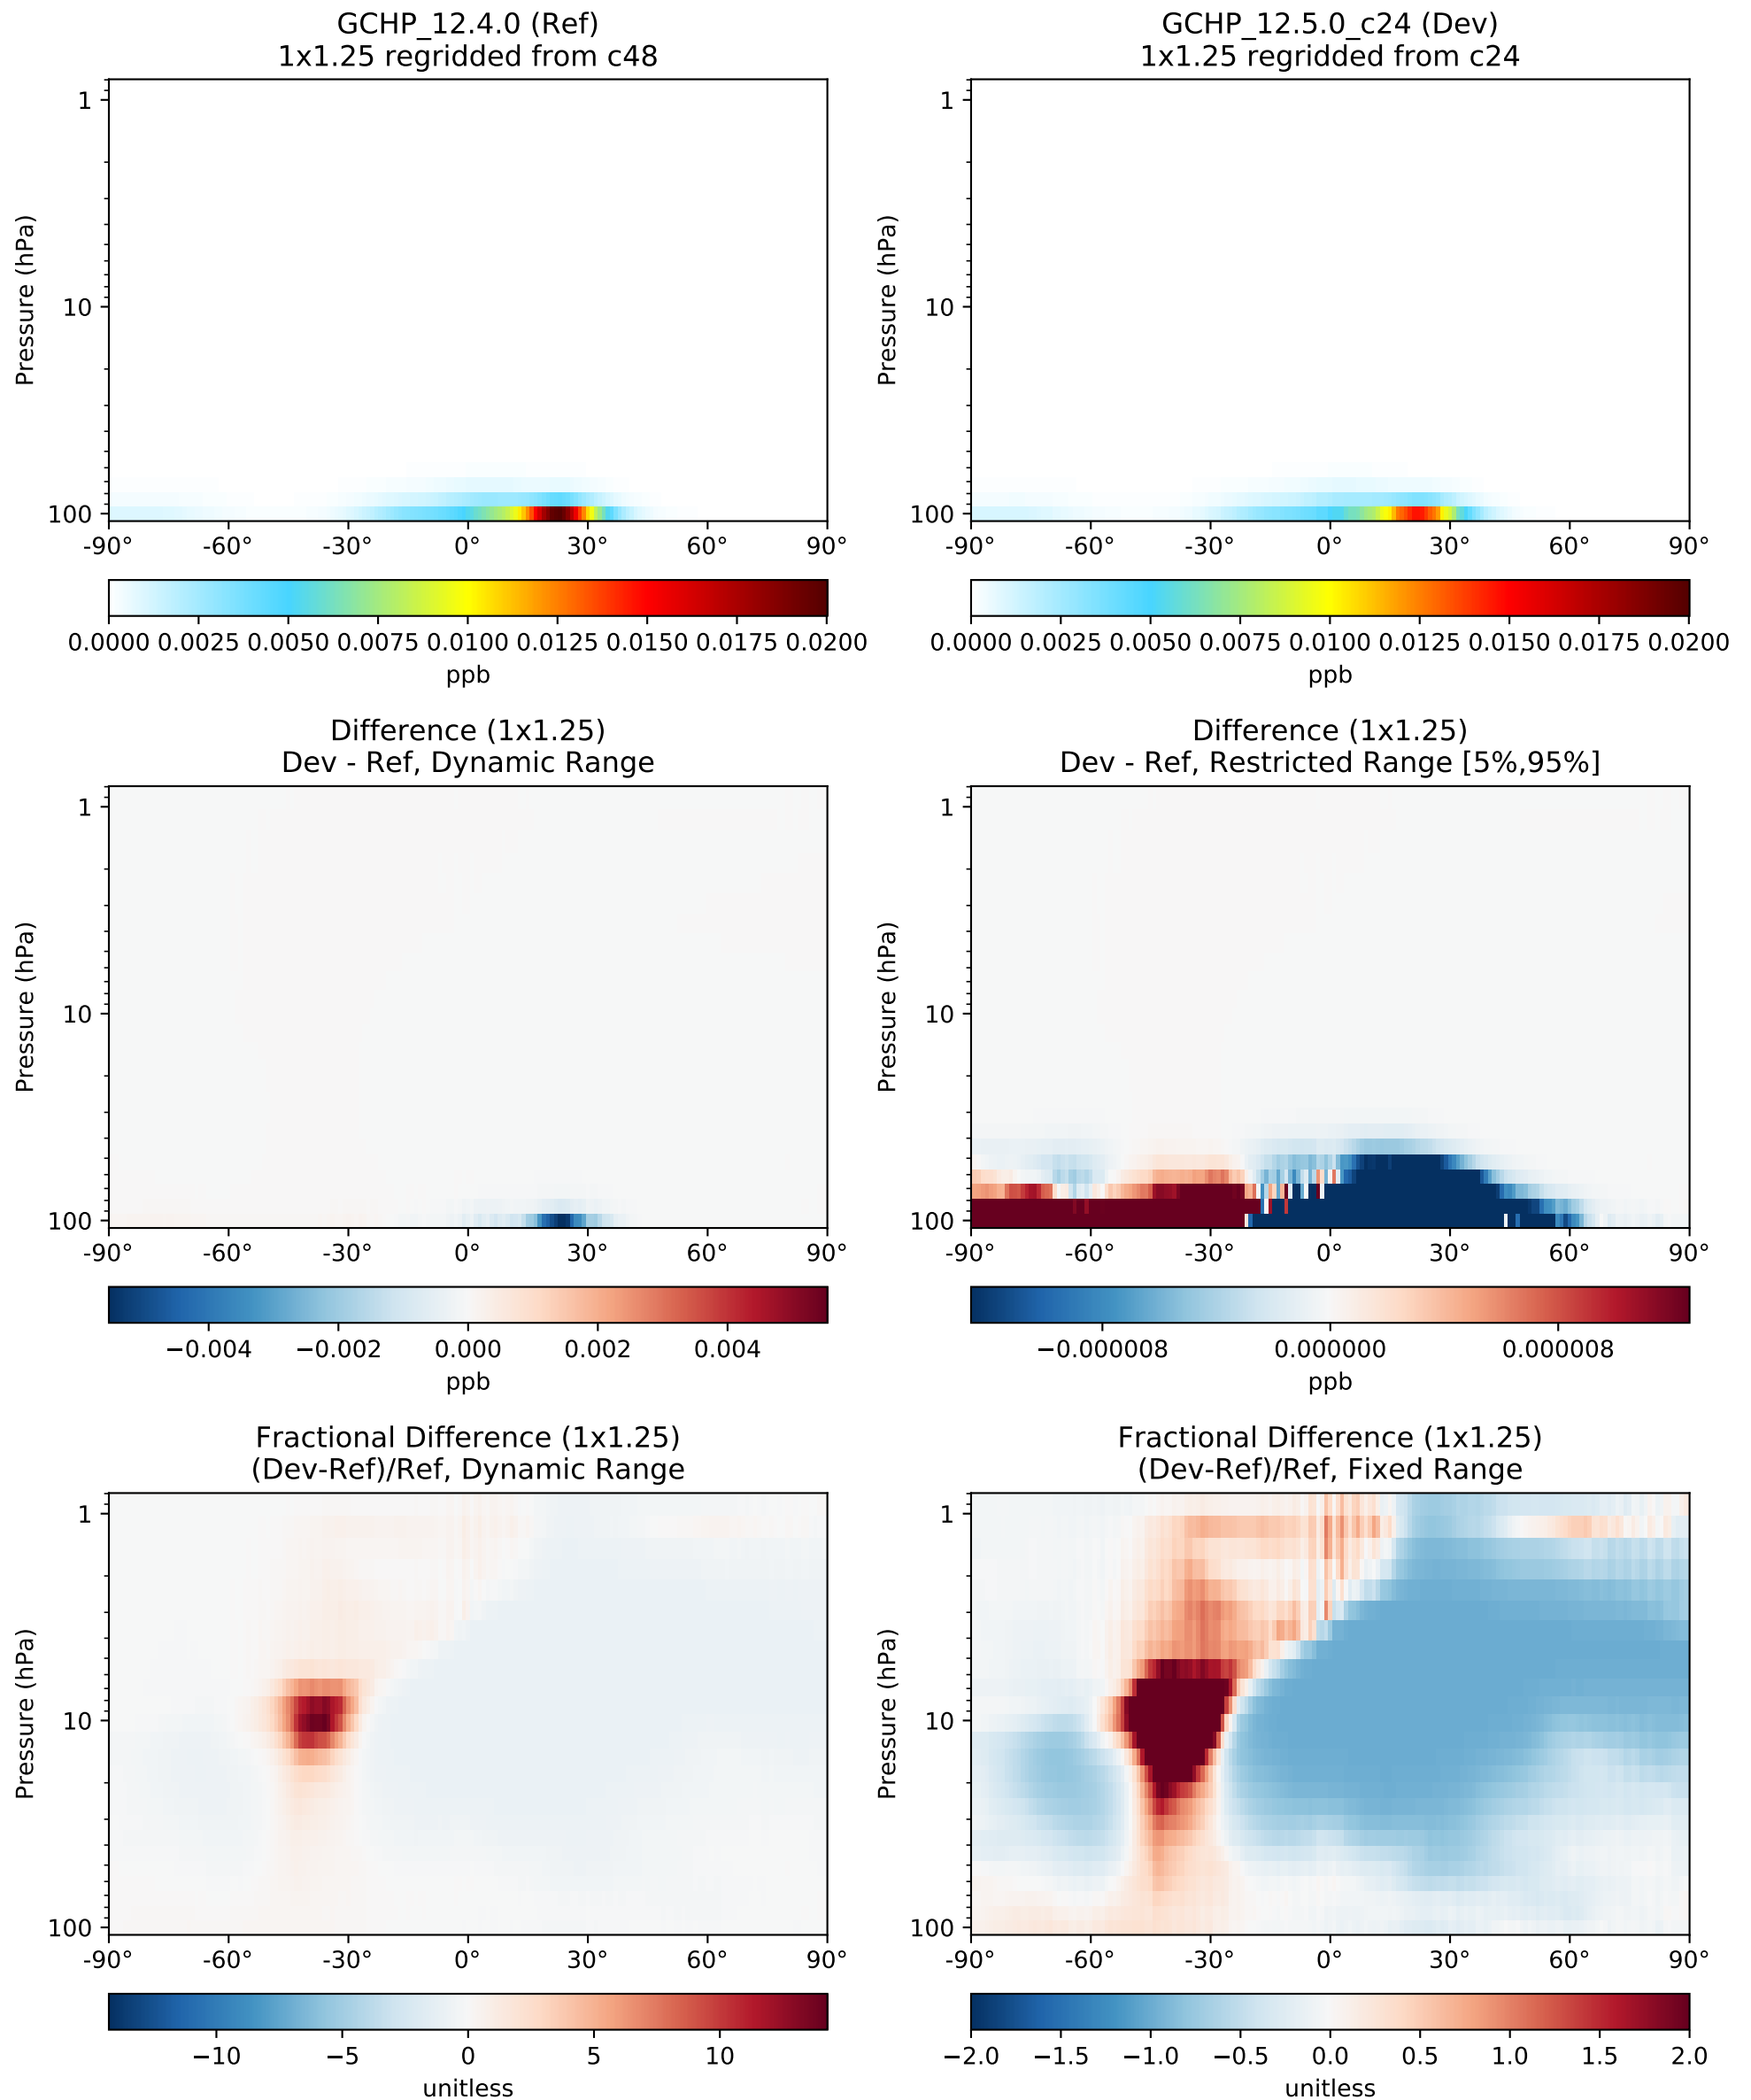 GCHP_12.4.0 (Ref)
1x1.25 regridded from c48
Pressure (hPa)
1
10
100
-90° -60° -30° 0° 30° 60° 90°
0.0000 0.0025 0.0050 0.0075 0.0100 0.0125 0.0150 0.0175 0.0200
ppb
GCHP_12.5.0_c24 (Dev)
1x1.25 regridded from c24
Pressure (hPa)
1
10
100
-90° -60° -30° 0° 30° 60° 90°
0.0000 0.0025 0.0050 0.0075 0.0100 0.0125 0.0150 0.0175 0.0200
ppb
Difference (1x1.25)
Dev - Ref, Dynamic Range
Pressure (hPa)
1
10
100
-90° -60° -30° 0° 30° 60° 90°
−0.004 −0.002 0.000 0.002 0.004
ppb
Difference (1x1.25)
Dev - Ref, Restricted Range [5%,95%]
Pressure (hPa)
1
10
100
-90° -60° -30° 0° 30° 60° 90°
−0.000008 0.000000 0.000008
ppb
Fractional Difference (1x1.25)
(Dev-Ref)/Ref, Dynamic Range
Pressure (hPa)
1
10
100
-90° -60° -30° 0° 30° 60° 90°
−10 −5 0 5 10
unitless
Fractional Difference (1x1.25)
(Dev-Ref)/Ref, Fixed Range
Pressure (hPa)
1
10
100
-90° -60° -30° 0° 30° 60° 90°
−2.0 −1.5 −1.0 −0.5 0.0 0.5 1.0 1.5 2.0
unitless